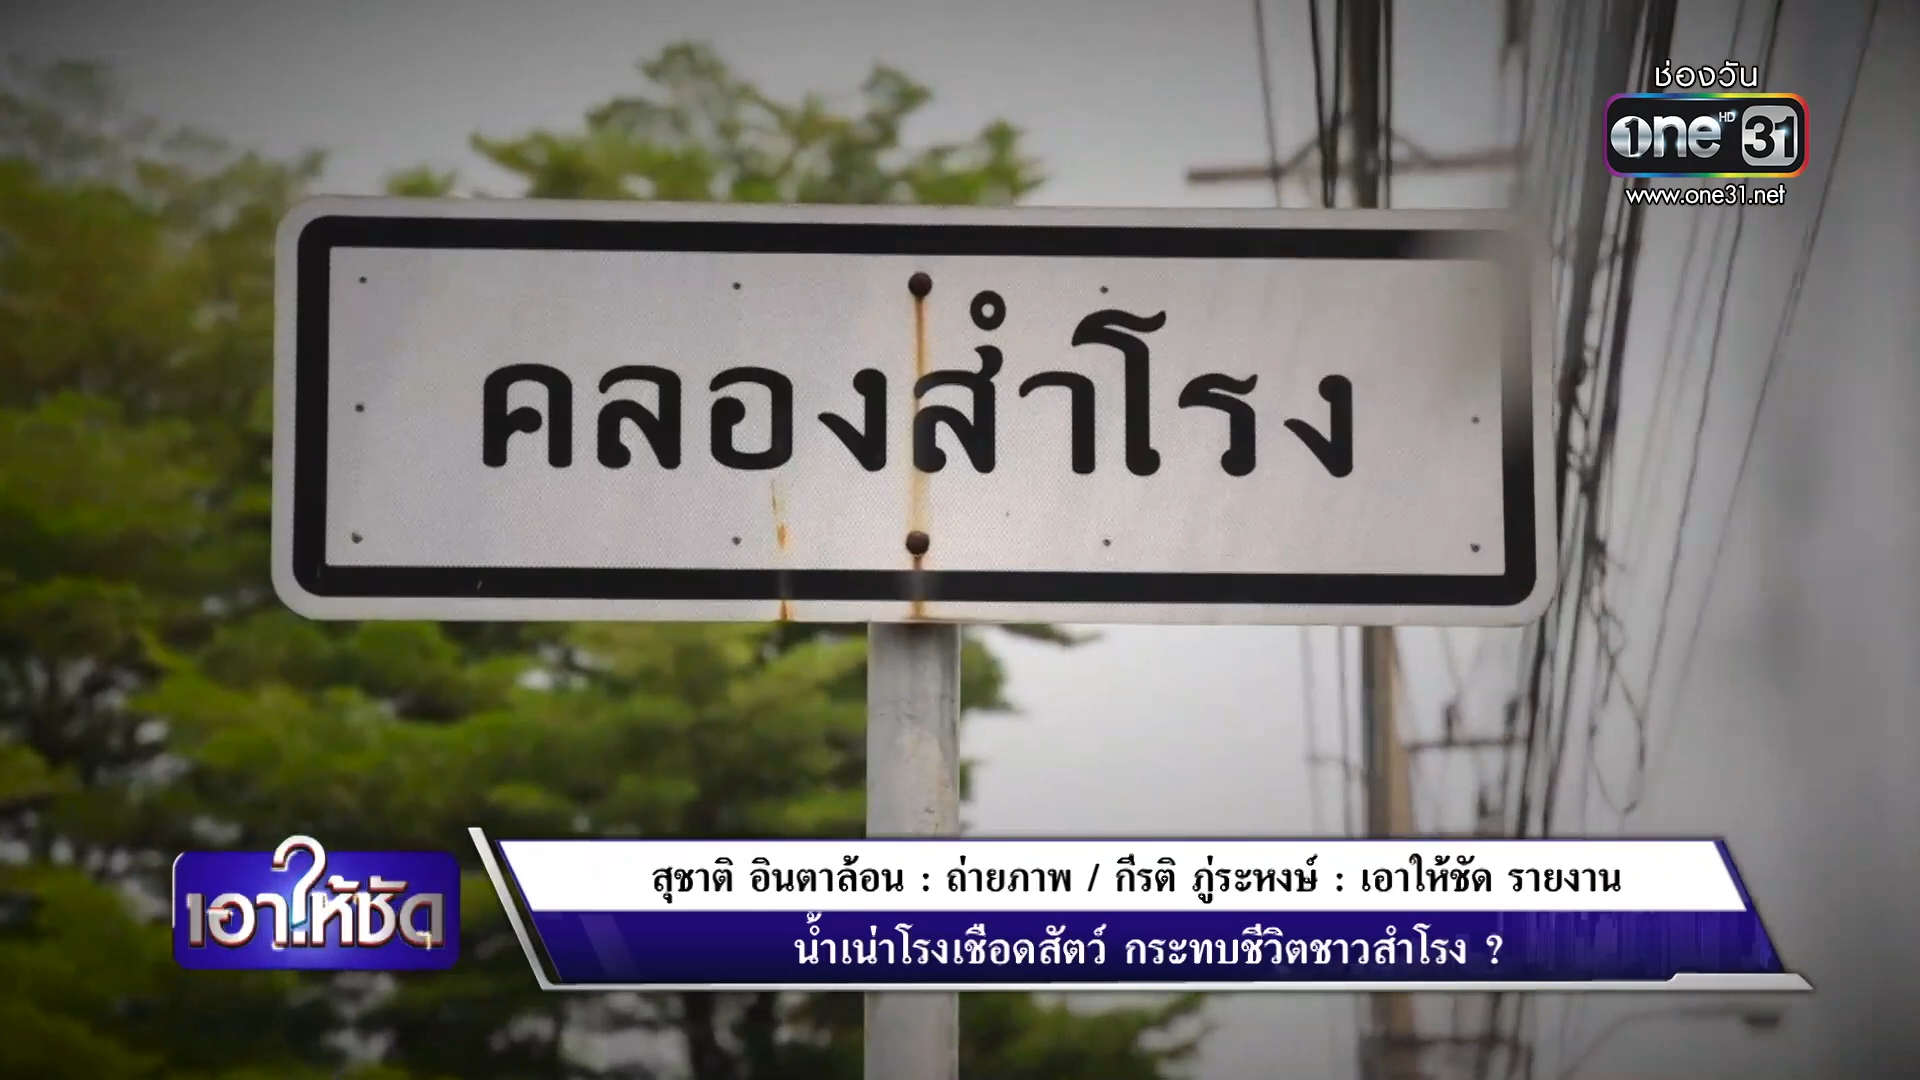 ช่องวัน
one HD 31
www.one31.net
คลองสำโรง
เอา?ให้ชัด
สุชาติ อินตาล้อน : ถ่ายภาพ / กีรติ ภู่ระหงษ์ : เอาให้ชัด รายงาน
น้ำเน่าโรงเชือดสัตว์ กระทบชีวิตชาวสำโรง ?